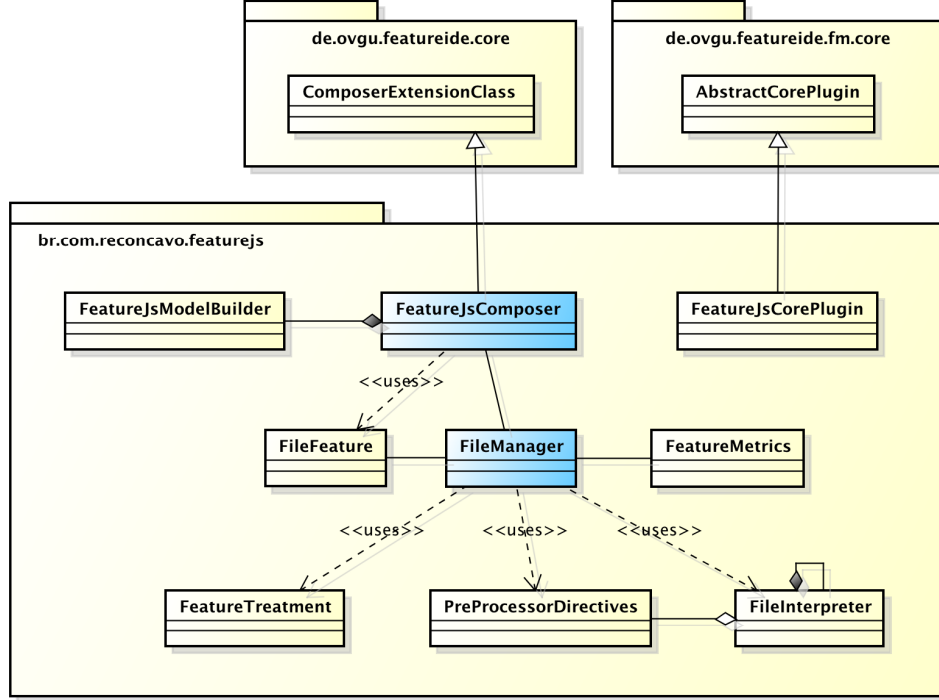 de.ovgu.featureide.core
de.ovgu.featureide.fm.core
ComposerExtensionClass
AbstractCorePlugin
br.com.reconcavo.featurejs
FeatureJsModelBuilder
FeatureJsComposer
FeatureJsCorePlugin
<<uses>>
FileFeature
FileManager
FeatureMetrics
<<uses>>
<<uses>>
<<uses>>
FeatureTreatment
PreProcessorDirectives
FileInterpreter